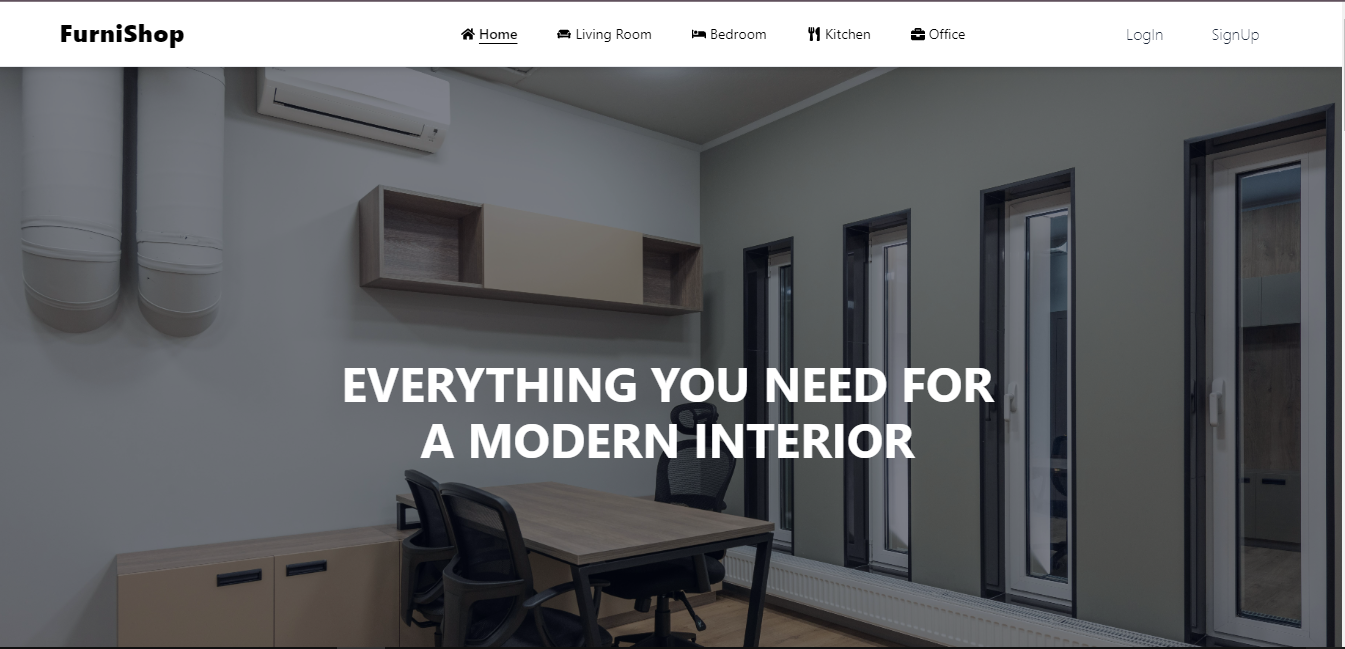 FurniShop
Home Living Room Bedroom Kitchen Office
LogIn SignUp
EVERYTHING YOU NEED FOR
A MODERN INTERIOR